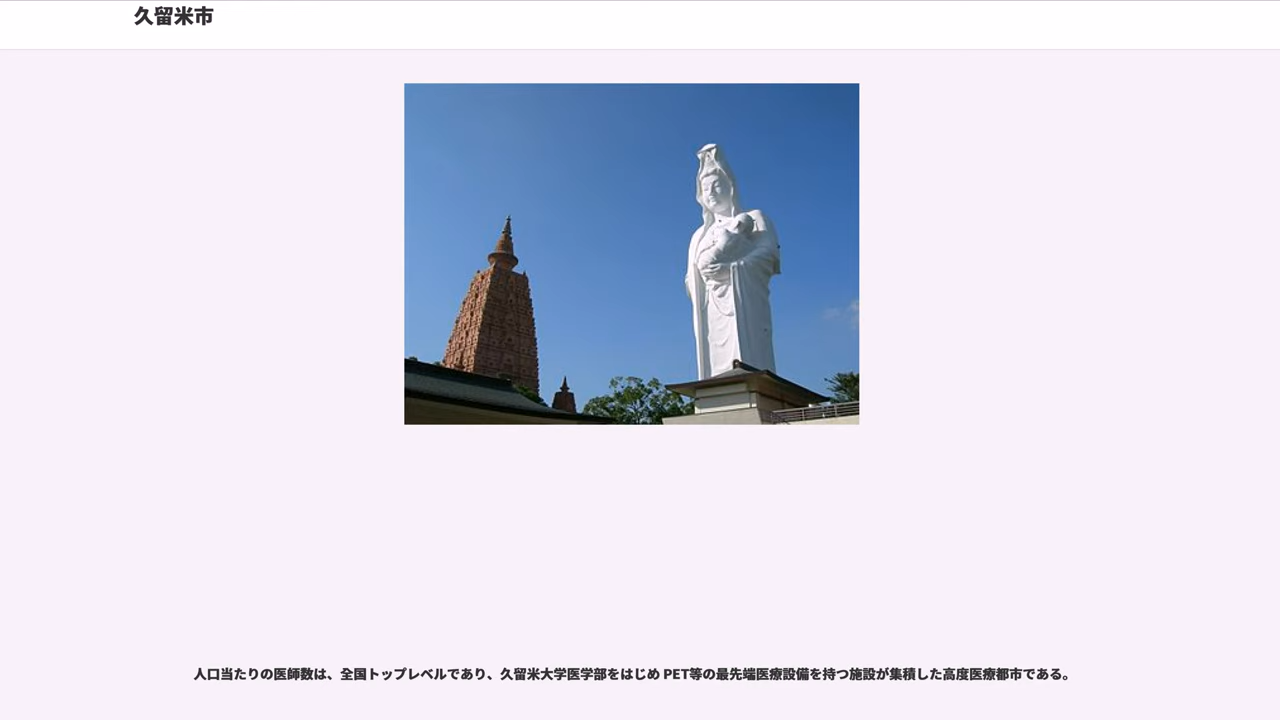 久留米市
人口当たりの医師数は、全国トップレベルであり、久留米大学医学部をはじめ PET等の最先端医療設備を持つ施設が集積した高度医療都市である。